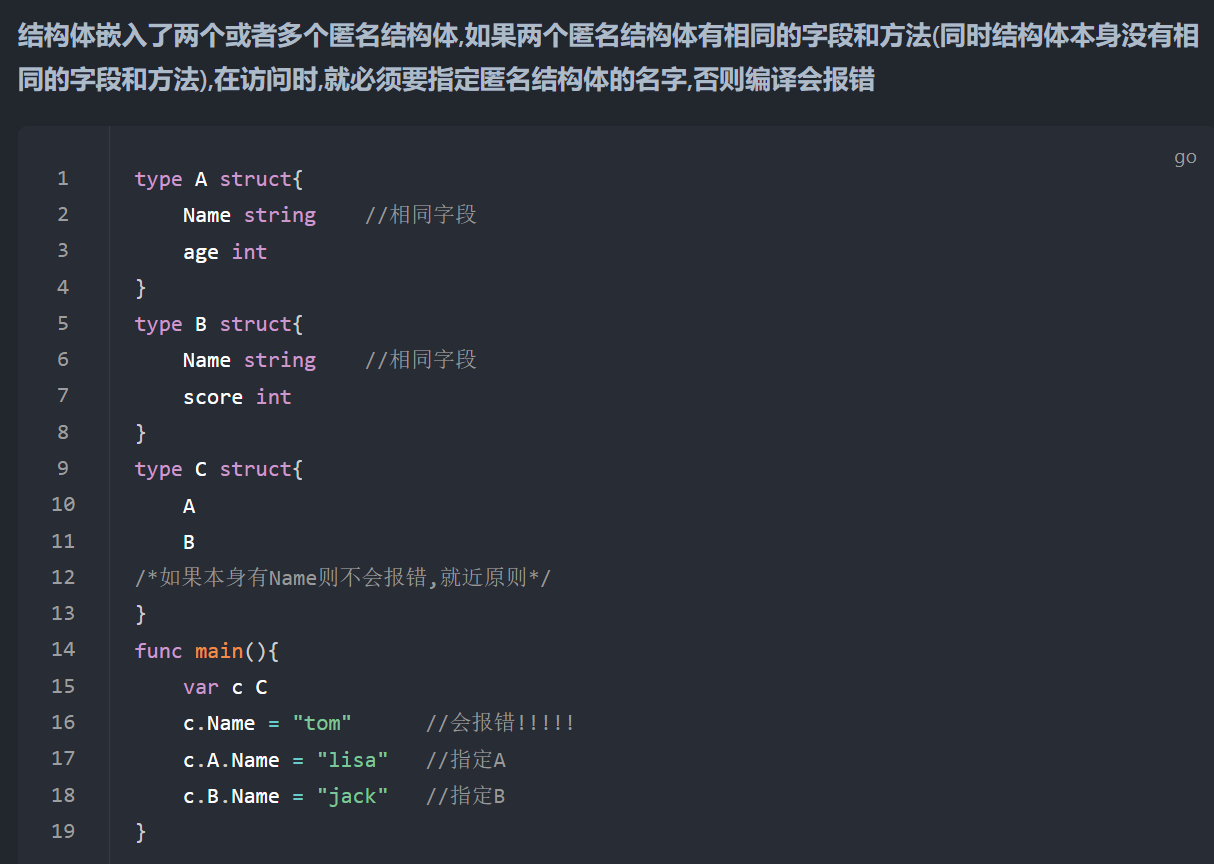 结构体嵌入了两个或者多个匿名结构体,如果两个匿名结构体有相同的字段和方法(同时结构体本身没有相
同的字段和方法),在访问时,就必须要指定匿名结构体的名字,否则编译会报错
go
1 type A struct{
2     Name string    //相同字段
3     age int
4 }
5 type B struct{
6     Name string    //相同字段
7     score int
8 }
9 type C struct{
10     A
11     B
12 /*如果本身有Name则不会报错,就近原则*/
13 }
14 func main(){
15     var c C
16     c.Name = "tom"      //会报错!!!!!
17     c.A.Name = "lisa"   //指定A
18     c.B.Name = "jack"   //指定B
19 }